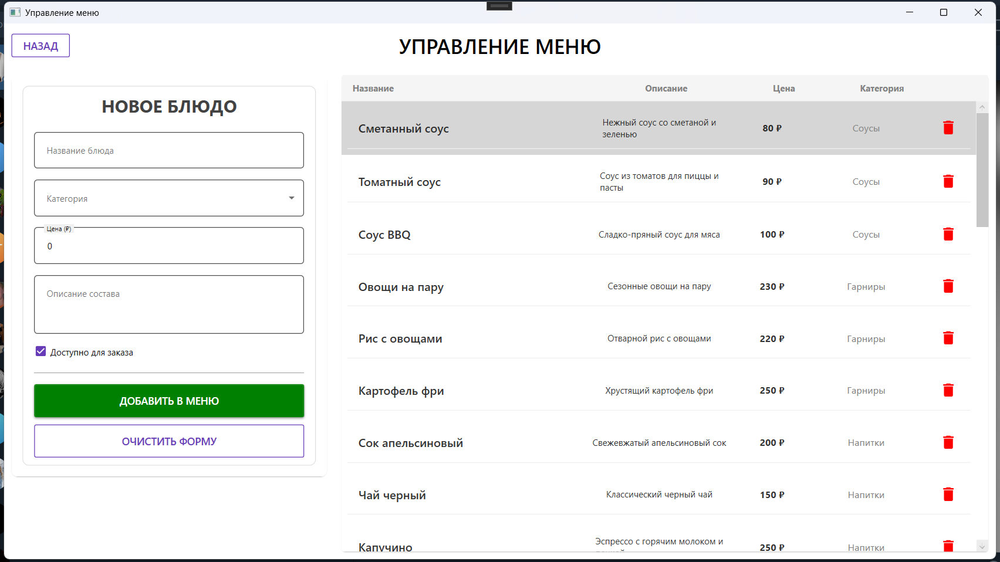 Управление меню
НАЗАД
УПРАВЛЕНИЕ МЕНЮ
НОВОЕ БЛЮДО
Название блюда
Категория
Цена (₽)
0
Описание состава
Доступно для заказа
ДОБАВИТЬ В МЕНЮ
ОЧИСТИТЬ ФОРМУ
Название Описание Цена Категория
Сметанный соус Нежный соус со сметаной и зеленью 80 ₽ Соусы
Томатный соус Соус из томатов для пиццы и пасты 90 ₽ Соусы
Соус BBQ Сладко-пряный соус для мяса 100 ₽ Соусы
Овощи на пару Сезонные овощи на пару 230 ₽ Гарниры
Рис с овощами Отварной рис с овощами 220 ₽ Гарниры
Картофель фри Хрустящий картофель фри 250 ₽ Гарниры
Сок апельсиновый Свежевжатый апельсиновый сок 200 ₽ Напитки
Чай черный Классический черный чай 150 ₽ Напитки
Капучино Эспрессо с горячим молоком и 250 ₽ Напитки